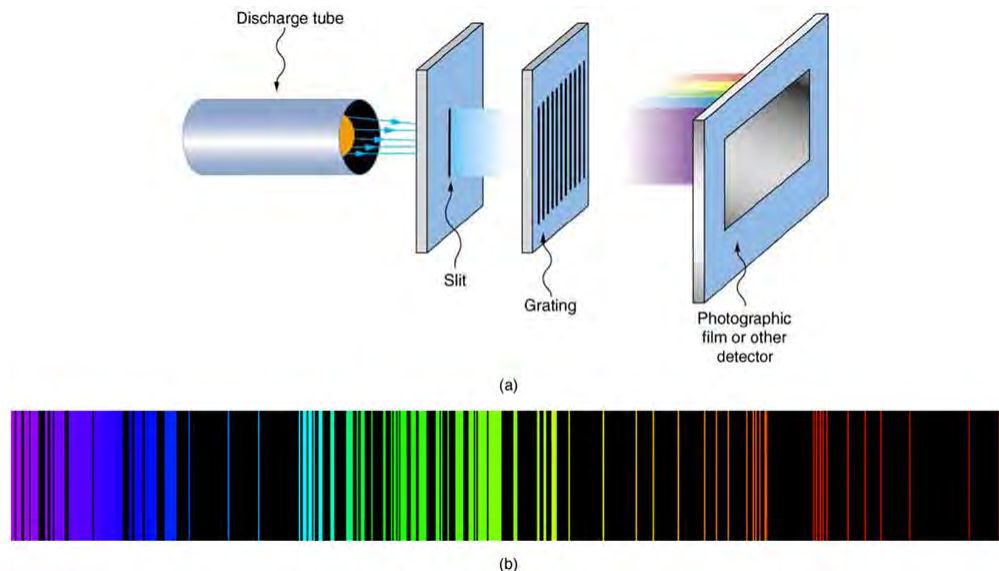 Discharge tube
Slit
Grating
Photographic
film or other
detector
(a)
(b)